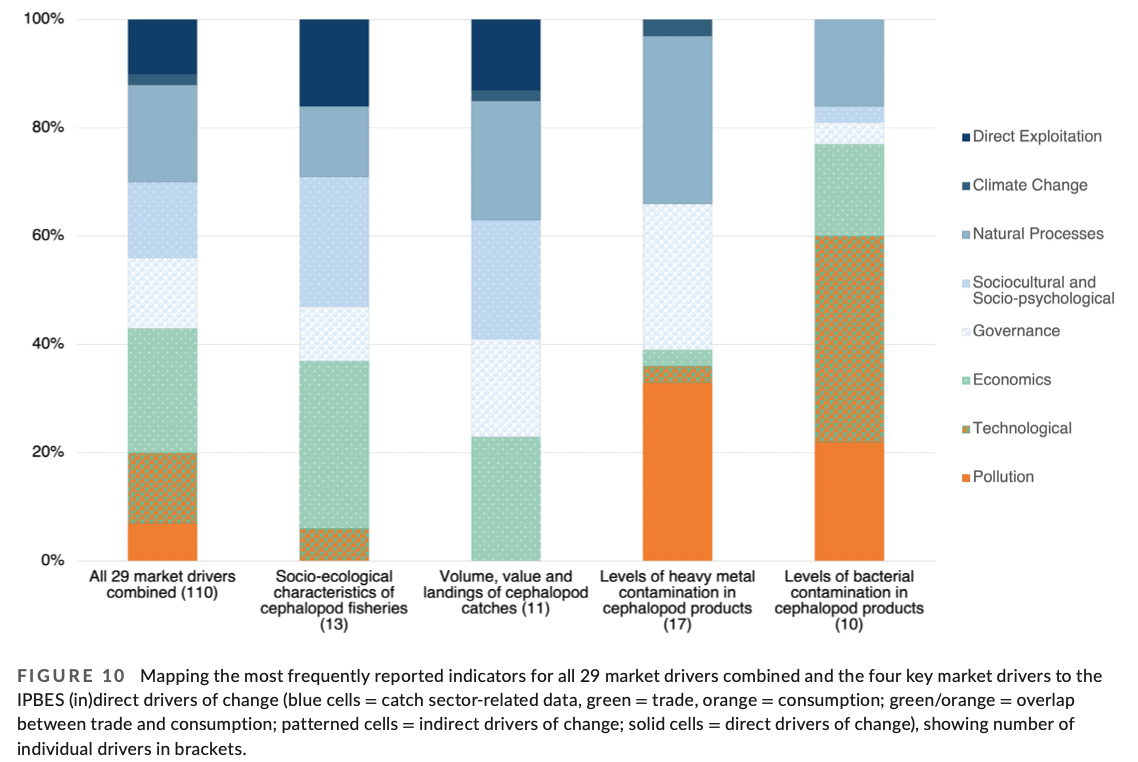 100%
80%
60%
40%
20%
0%
All 29 market drivers
combined (110)
Socio-ecological
characteristics of
cephalopod fisheries
(13)
Volume, value and
landings of cephalopod
catches (11)
Levels of heavy metal
contamination in
cephalopod products
(17)
Levels of bacterial
contamination in
cephalopod products
(10)
Direct Exploitation
Climate Change
Natural Processes
Sociocultural and
Socio-psychological
Governance
Economics
Technological
Pollution
FIGURE 10 Mapping the most frequently reported indicators for all 29 market drivers combined and the four key market drivers to the
IPBES (in)direct drivers of change (blue cells = catch sector-related data, green = trade, orange = consumption; green/orange = overlap
between trade and consumption; patterned cells = indirect drivers of change; solid cells = direct drivers of change), showing number of
individual drivers in brackets.